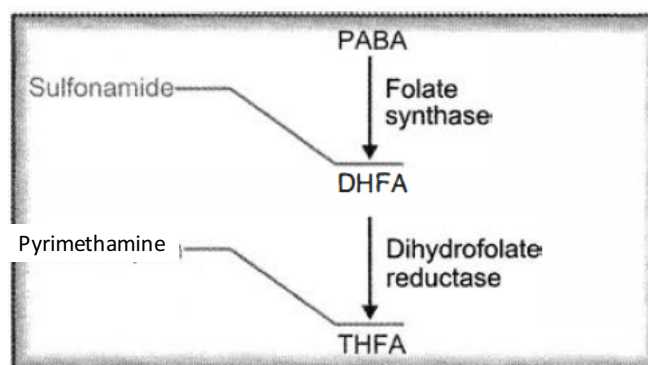 PABA
Sulfonamide
Folate
synthase
DHFA
Pyrimethamine
Dihydrofolate
reductase
THFA